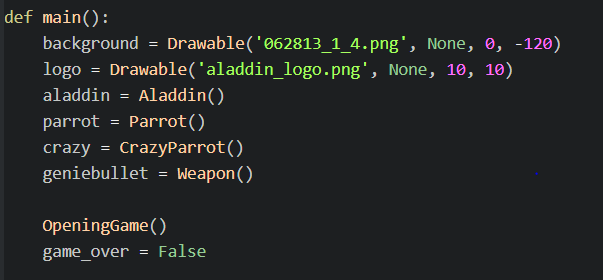 def main():
    background = Drawable('062813_1_4.png', None, 0, -120)
    logo = Drawable('aladdin_logo.png', None, 10, 10)
    aladdin = Aladdin()
    parrot = Parrot()
    crazy = CrazyParrot()
    geniebullet = Weapon()

    OpeningGame()
    game_over = False